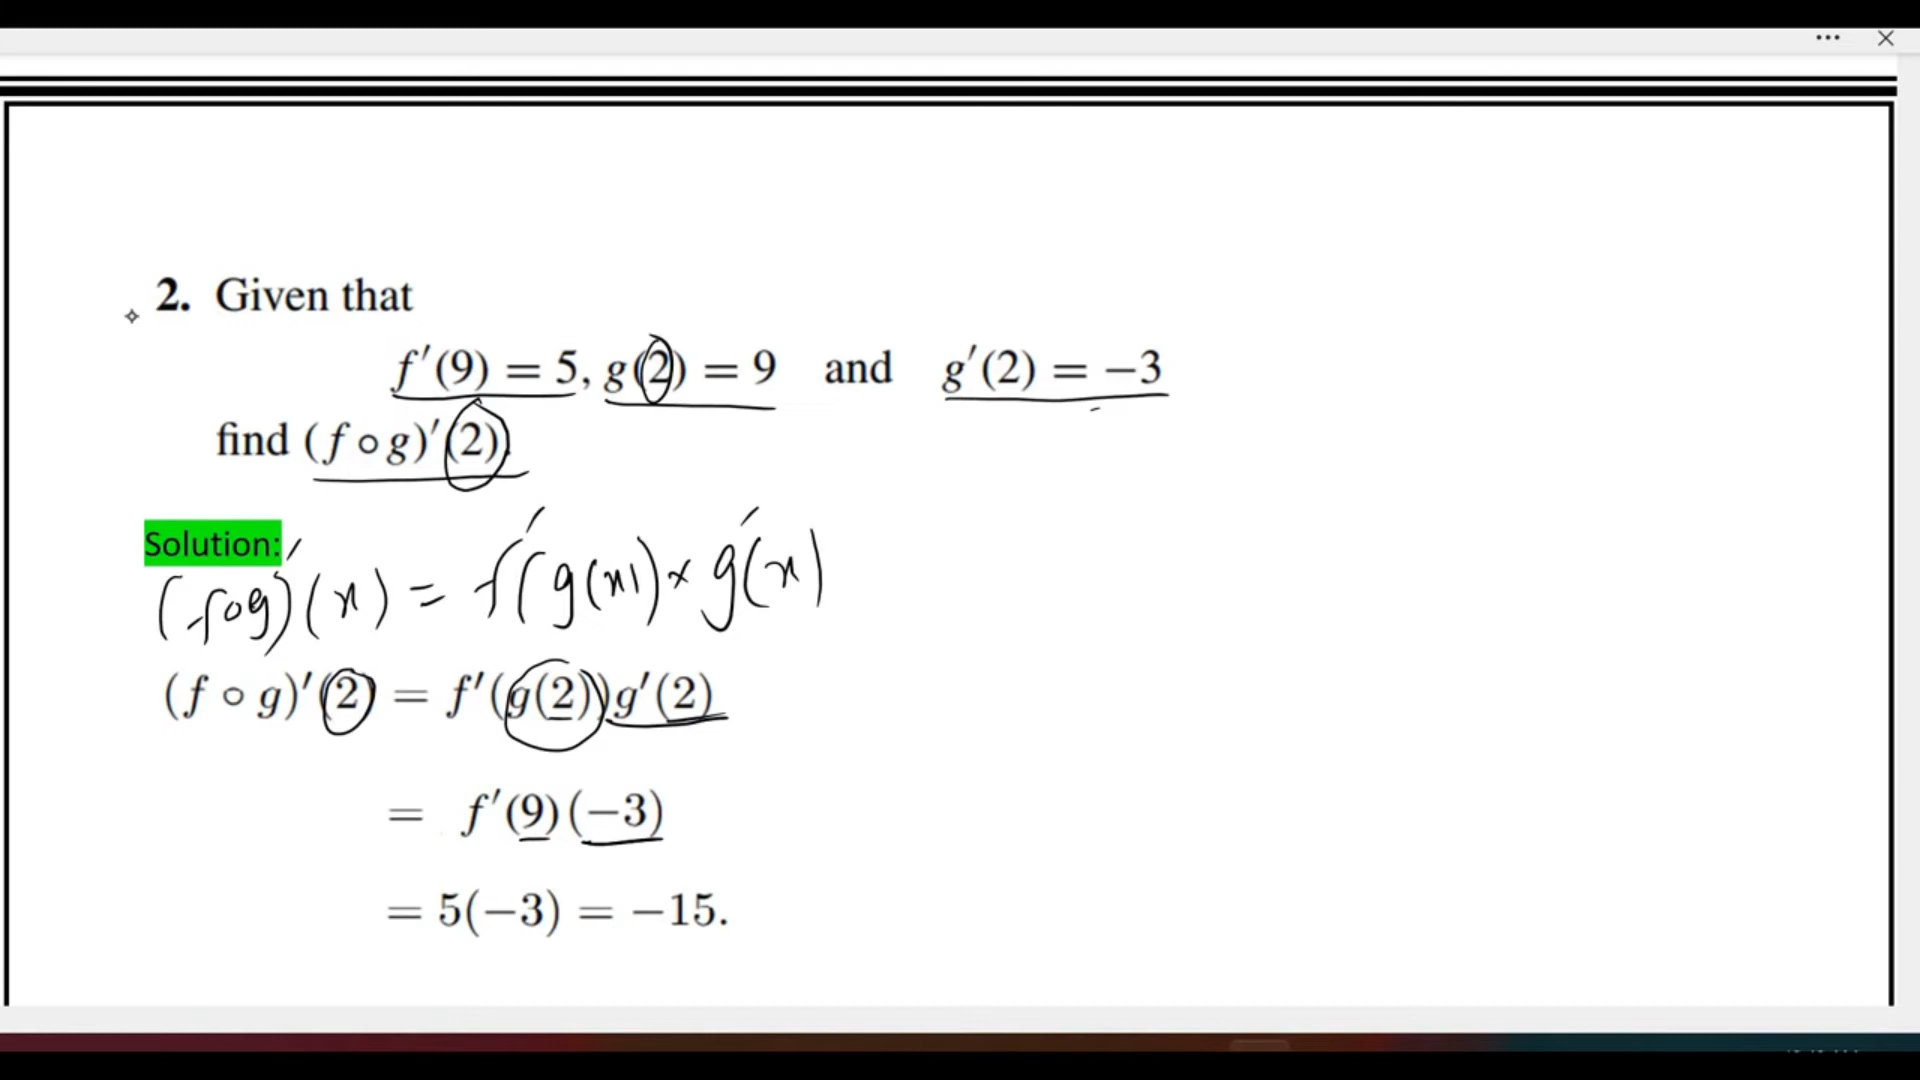 2. Given that
f′(9) = 5, g(2) = 9 and g′(2) = −3
find (f ∘ g)′(2).
Solution:
(fog)′(x) = f′(g(x)) × g′(x)
(f ∘ g)′(2) = f′(g(2))g′(2)
= f′(9)(−3)
= 5(−3) = −15.